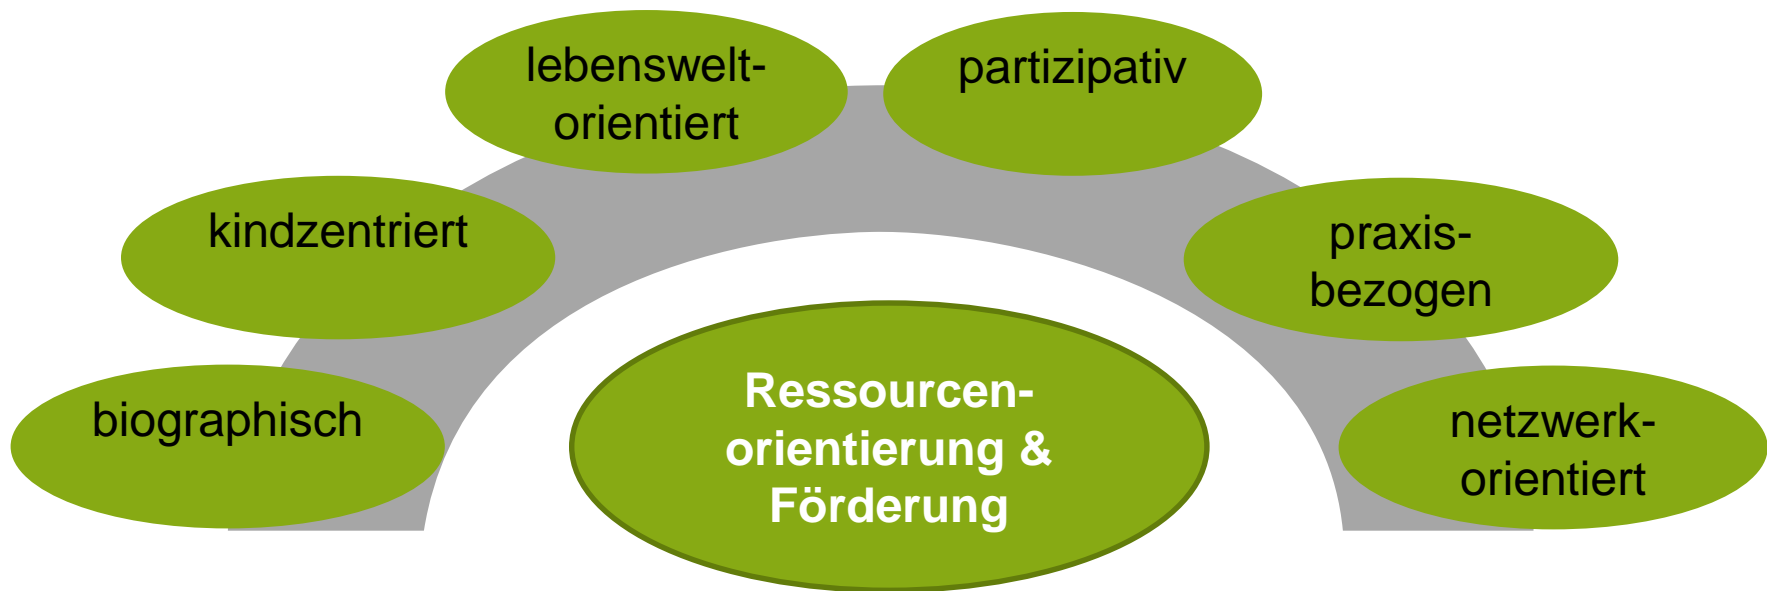 biographisch
kindzentriert
lebenswelt-
orientiert
partizipativ
praxis-
bezogen
netzwerk-
orientiert
Ressourcen-
orientierung &
Förderung